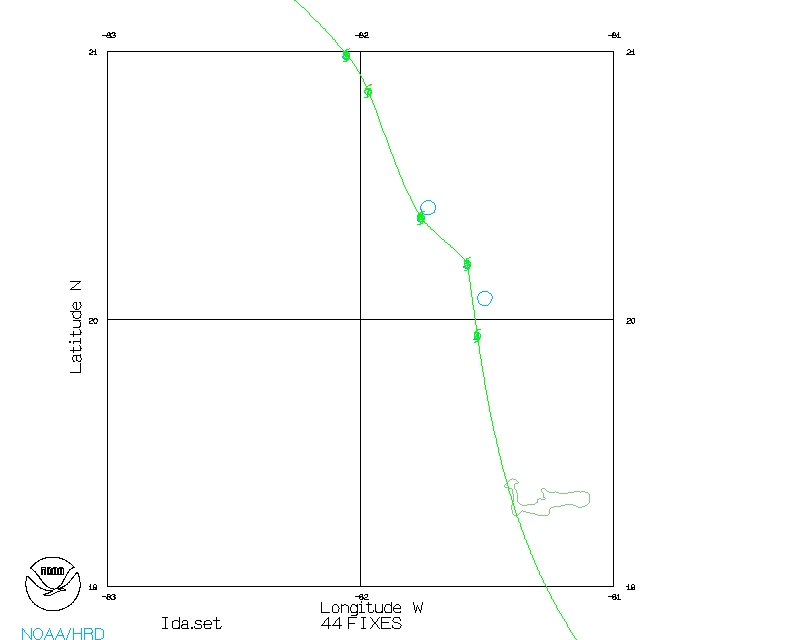 -83 -82 -81
21 21
Latitude N
20 20
19 19
-83 -82 -81
Longitude W
Ida.set 44 FIXES
NOAA
NOAA/HRD